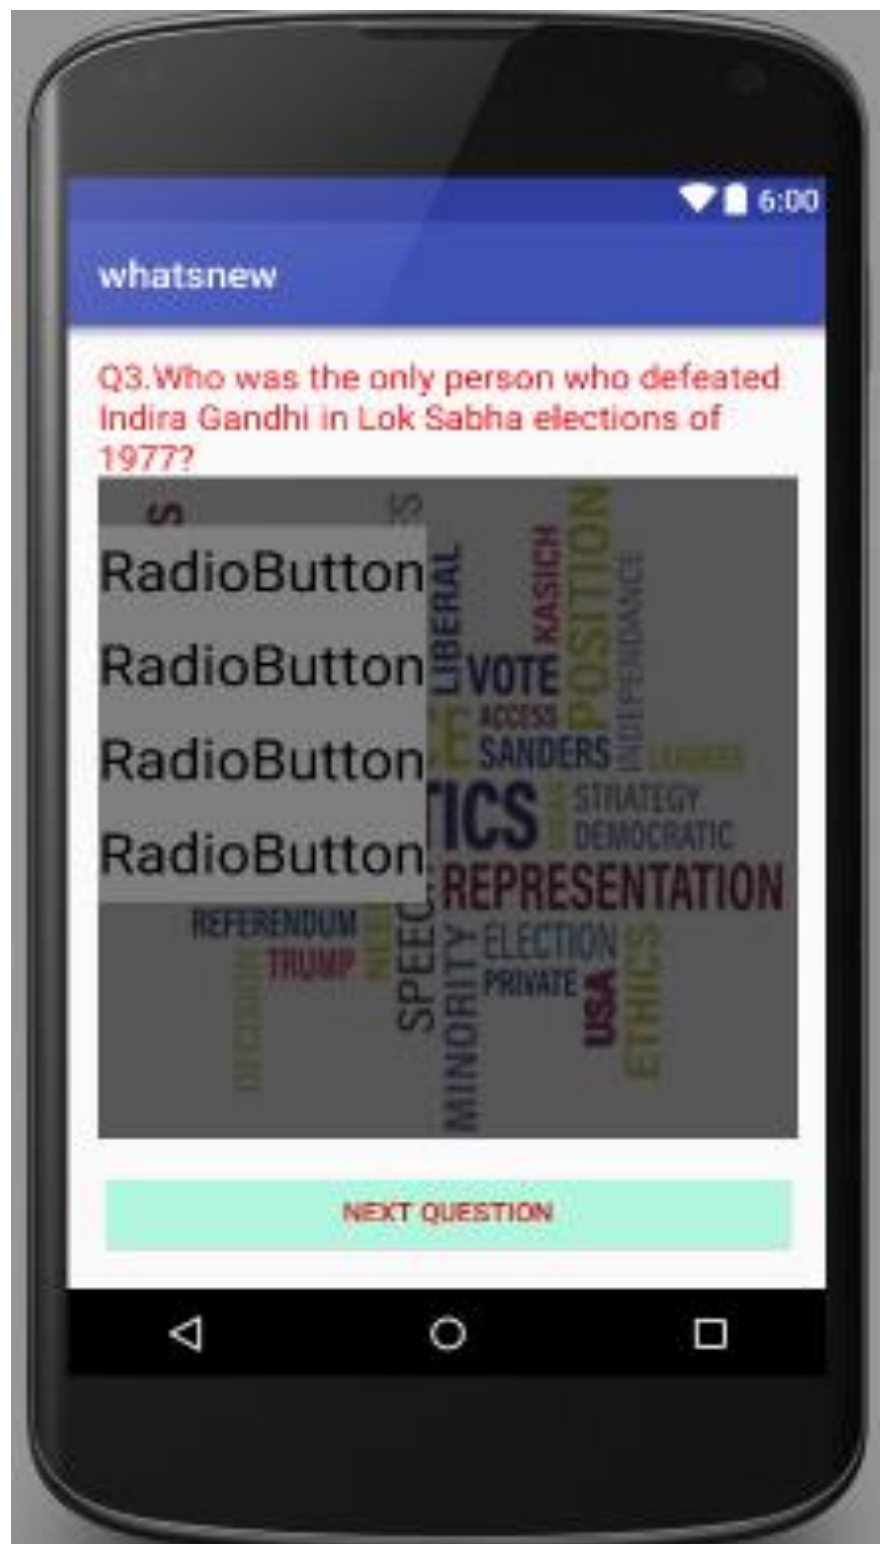 6:00
whatsnew
Q3.Who was the only person who defeated
Indira Gandhi in Lok Sabha elections of
1977?
S
RadioButton
RadioButton
RadioButton
RadioButton
LIBERAL
KASICH
POSITION
INDEPENDANCE
VOTE
ACCESS
SANDERS
TICS
STRATEGY
DEMOCRATIC
REPRESENTATION
REFERENDUM
TRUMP
DECISION
SPEECH
MINORITY
ELECTION
PRIVATE
USA
ETHICS
NEXT QUESTION